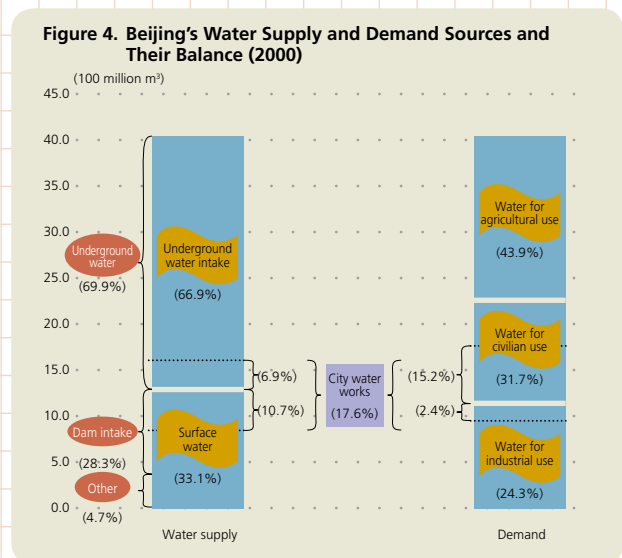 Figure 4. Beijing's Water Supply and Demand Sources and
Their Balance (2000)
(100 million m³)
45.0
40.0
35.0
30.0
25.0
20.0
15.0
10.0
5.0
0.0
Underground
water
(69.9%)
Dam intake
(28.3%)
Other
(4.7%)
Underground
water intake
(66.9%)
Surface
water
(33.1%)
(6.9%)
(10.7%)
City water
works
(17.6%)
(15.2%)
(2.4%)
Water for
agricultural use
(43.9%)
Water for
civilian use
(31.7%)
Water for
industrial use
(24.3%)
Water supply
Demand